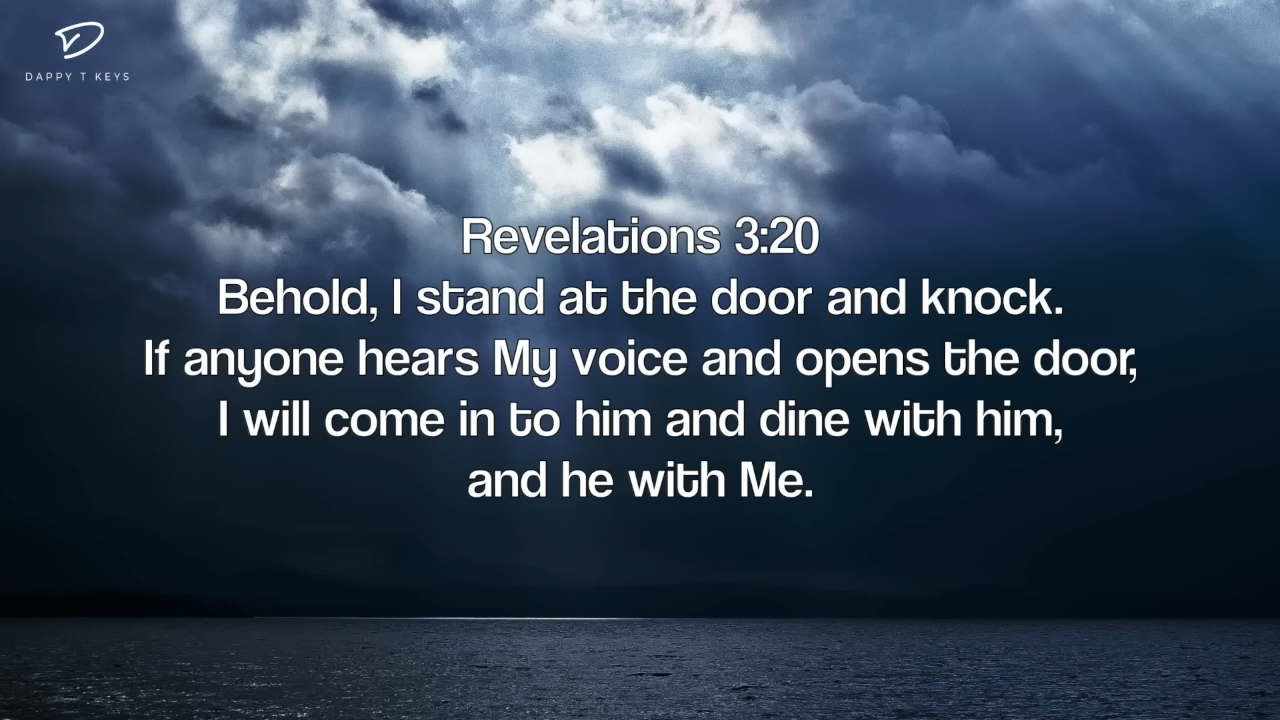 DAPPY T KEYS
Revelations 3:20
Behold, I stand at the door and knock.
If anyone hears My voice and opens the door,
I will come in to him and dine with him,
and he with Me.